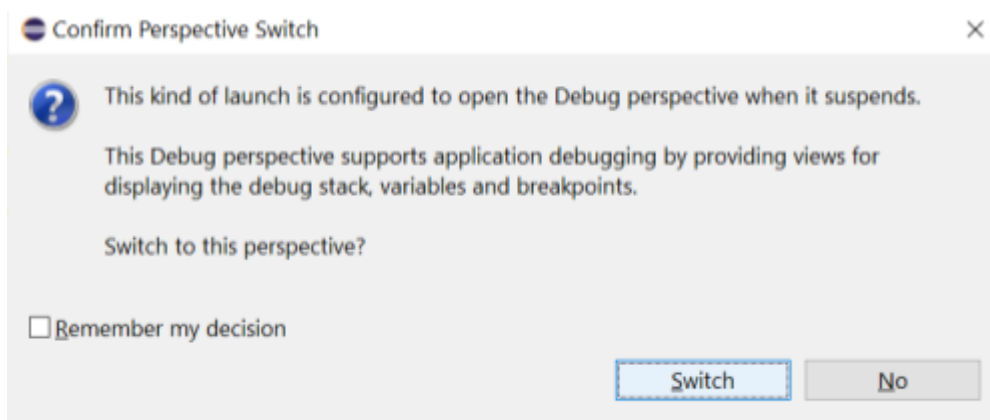 Confirm Perspective Switch
This kind of launch is configured to open the Debug perspective when it suspends.
This Debug perspective supports application debugging by providing views for
displaying the debug stack, variables and breakpoints.
Switch to this perspective?
Remember my decision
Switch
No